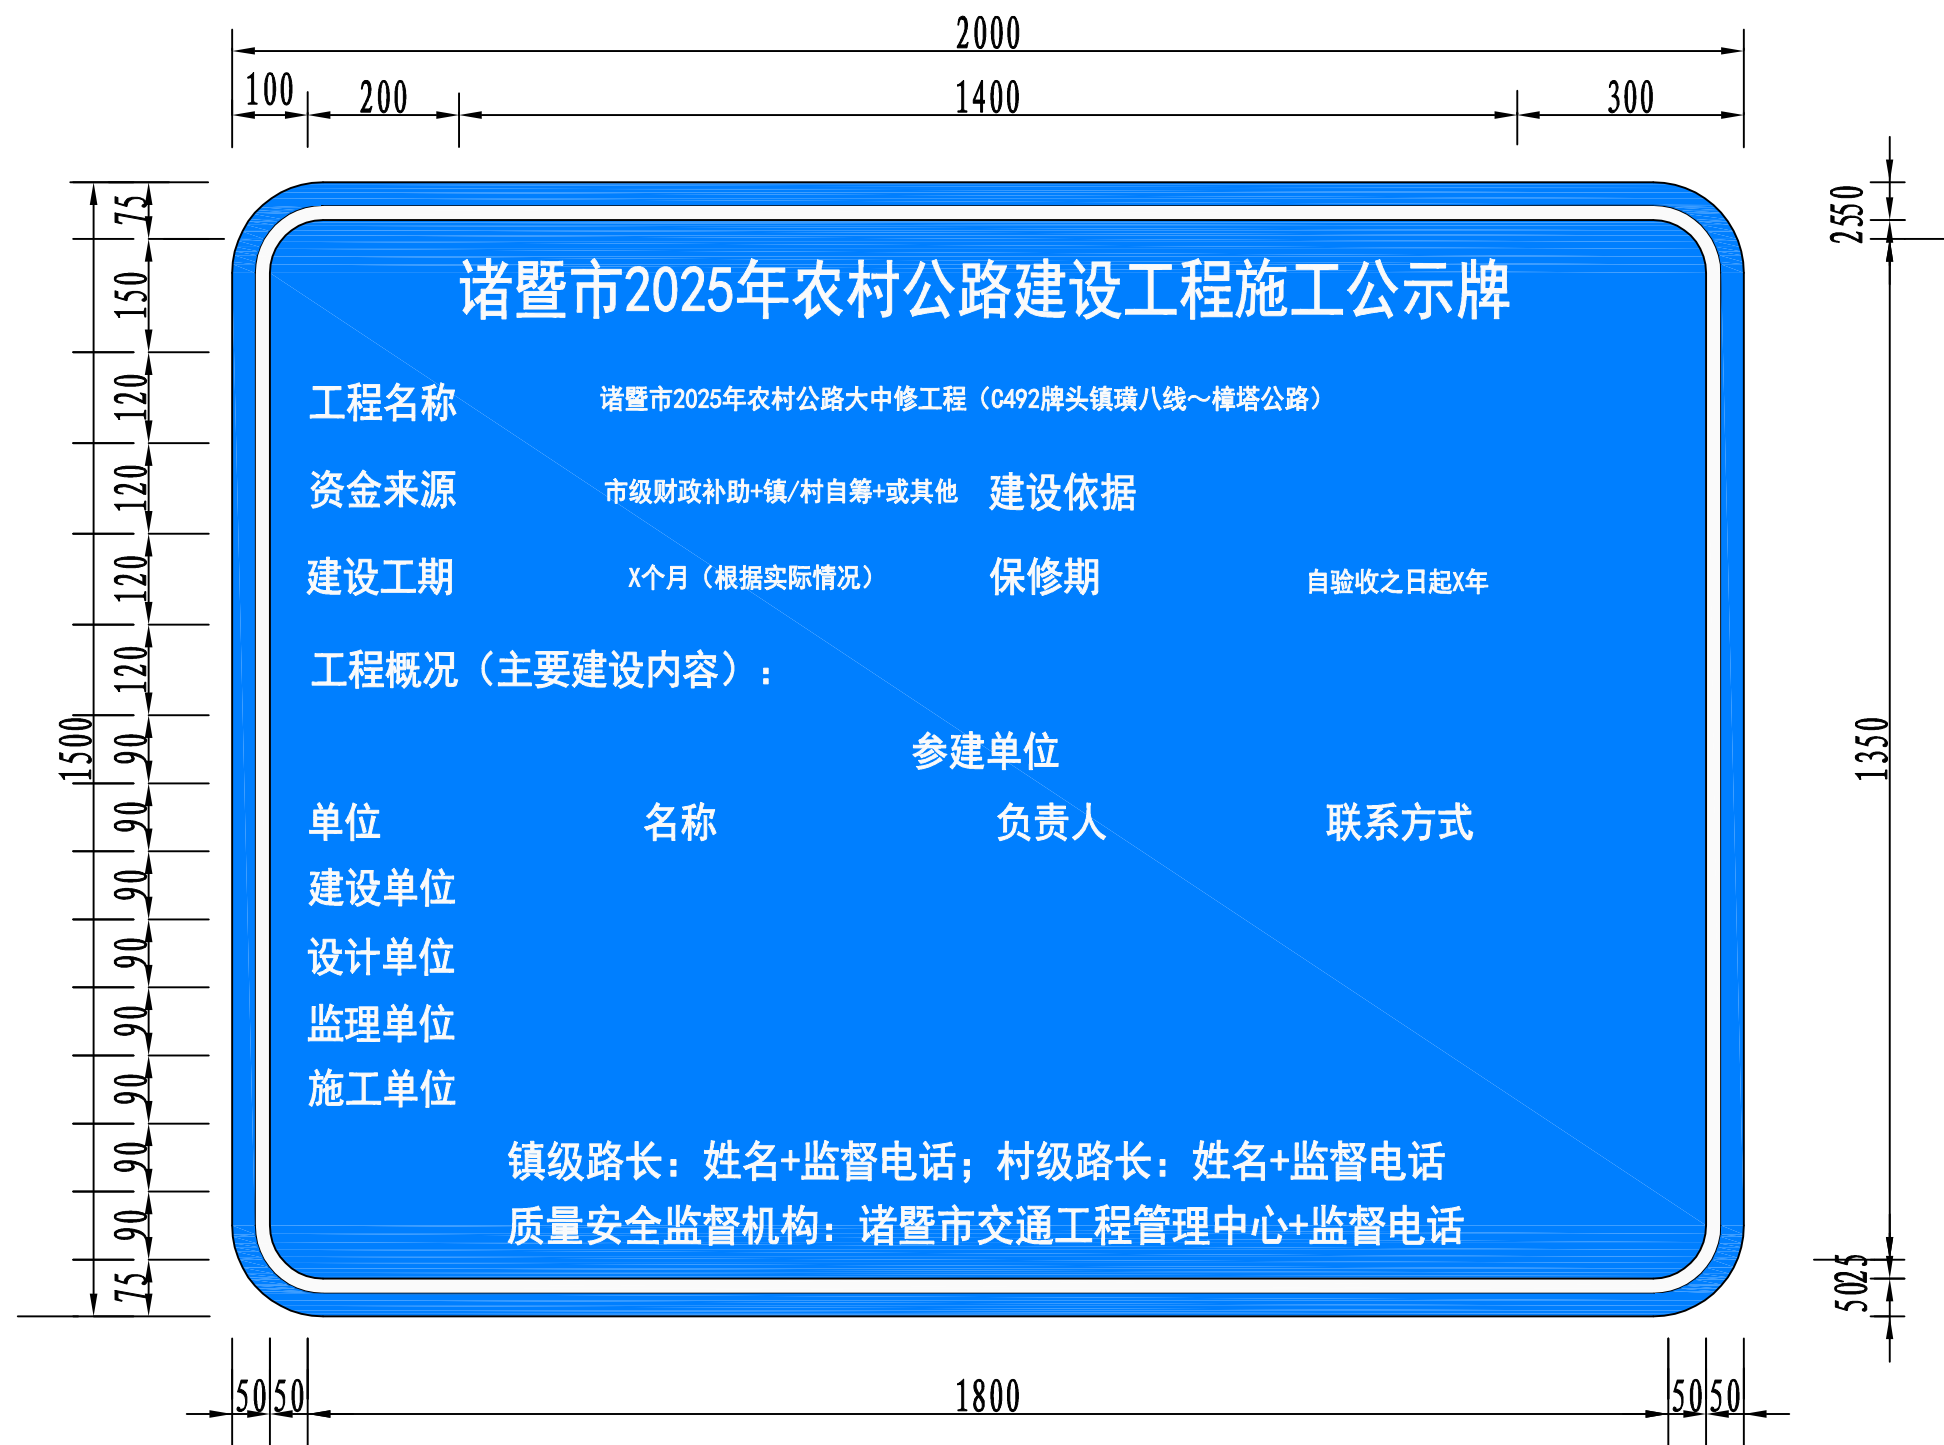 2000
100 200 1400 300
诸暨市2025年农村公路建设工程施工公示牌
工程名称 诸暨市2025年农村公路大中修工程（C492牌头镇璜八线～樟塔公路）
资金来源 市级财政补助+镇/村自筹+或其他 建设依据
建设工期 X个月（根据实际情况） 保修期 自验收之日起X年
工程概况（主要建设内容）:
参建单位
单位 名称 负责人 联系方式
建设单位
设计单位
监理单位
施工单位
镇级路长：姓名+监督电话；村级路长：姓名+监督电话
质量安全监督机构：诸暨市交通工程管理中心+监督电话
75
150
120
120
120
120
90
90
90
90
90
90
90
90
75
1500
50
25
1350
25
50
50 50 1800 50 50